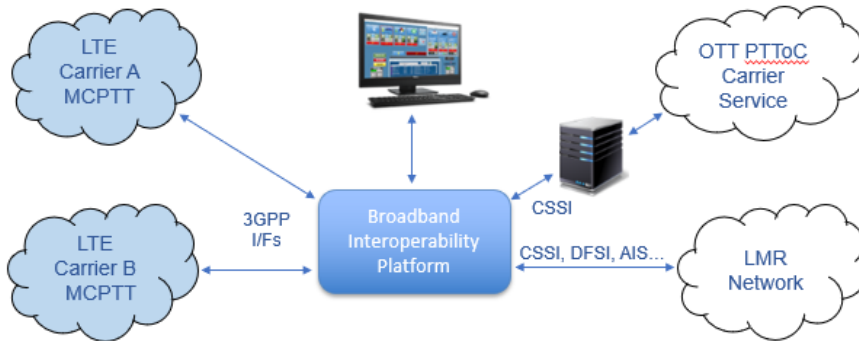 LTE
Carrier A
MCPTT
OTT PTToC
Carrier
Service
CSSI
3GPP
I/Fs
Broadband
Interoperability
Platform
LTE
Carrier B
MCPTT
CSSI, DFSI, AIS...
LMR
Network